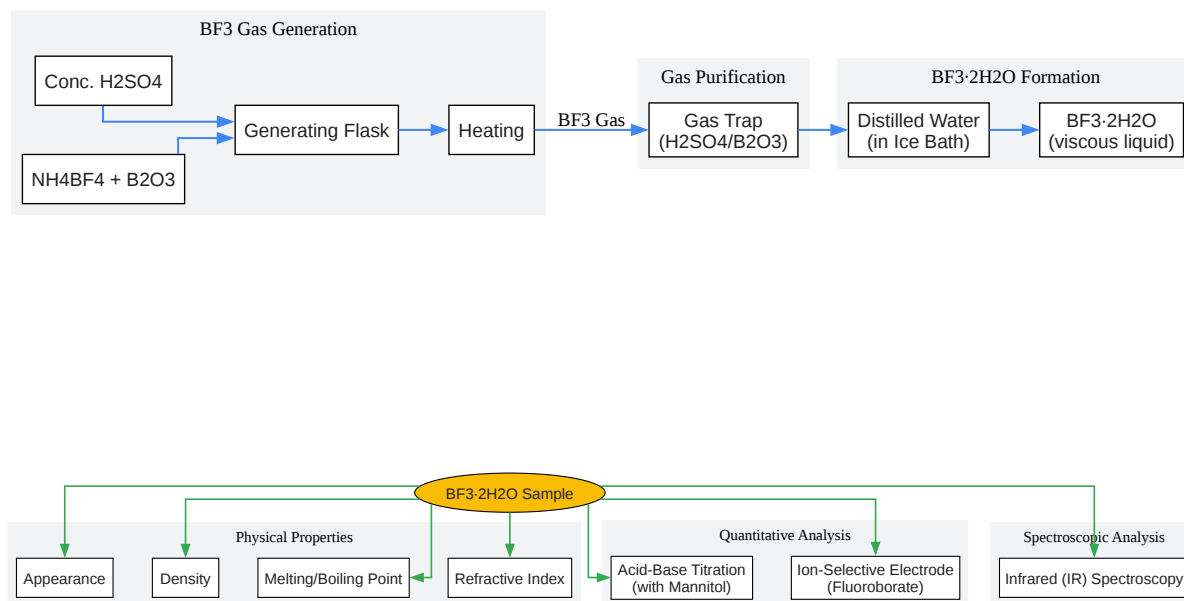 BF3 Gas Generation
Conc. H2SO4
NH4BF4 + B2O3
Generating Flask
Heating
BF3 Gas
Gas Purification
Gas Trap
(H2SO4/B2O3)
BF3·2H2O Formation
Distilled Water
(in Ice Bath)
BF3·2H2O
(viscous liquid)
BF3·2H2O Sample
Physical Properties
Appearance
Density
Melting/Boiling Point
Refractive Index
Quantitative Analysis
Acid-Base Titration
(with Mannitol)
Ion-Selective Electrode
(Fluoroborate)
Spectroscopic Analysis
Infrared (IR) Spectroscopy